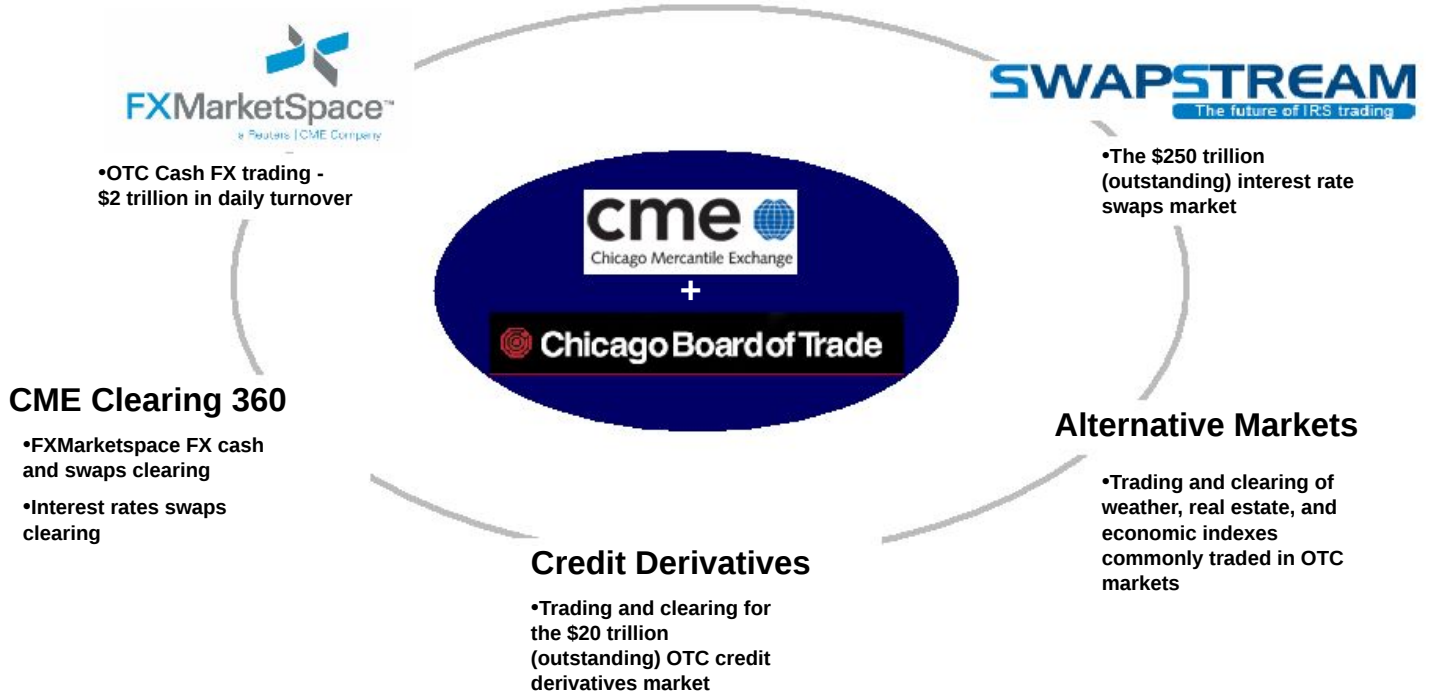 FXMarketSpace™
a Reuters | CME Company
•OTC Cash FX trading -
$2 trillion in daily turnover
SWAPSTREAM
The future of IRS trading
•The $250 trillion
(outstanding) interest rate
swaps market
cme
Chicago Mercantile Exchange
+
Chicago Board of Trade
CME Clearing 360
•FXMarketspace FX cash
and swaps clearing
•Interest rates swaps
clearing
Alternative Markets
•Trading and clearing of
weather, real estate, and
economic indexes
commonly traded in OTC
markets
Credit Derivatives
•Trading and clearing for
the $20 trillion
(outstanding) OTC credit
derivatives market